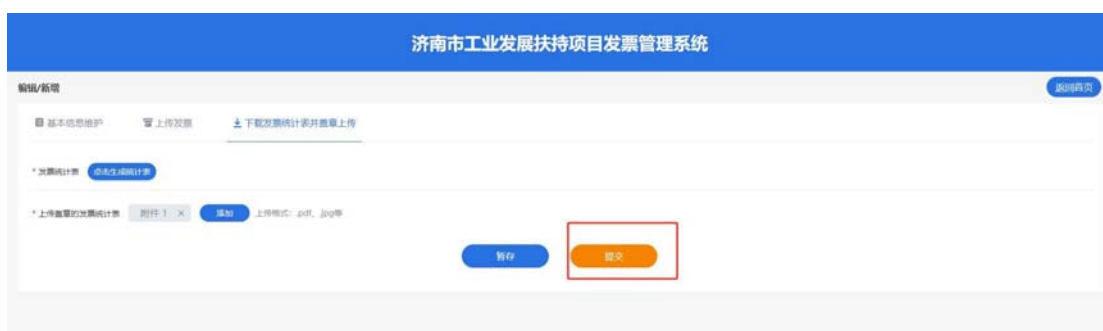 济南市工业发展扶持项目发票管理系统
编辑/新增
返回首页
基本信息维护 上传发票 下载发票统计表并盖章上传
* 发票统计表 点击生成统计表
* 上传盖章的发票统计表 附件 1 × 添加 上传格式：.pdf，.jpg等
暂存 提交